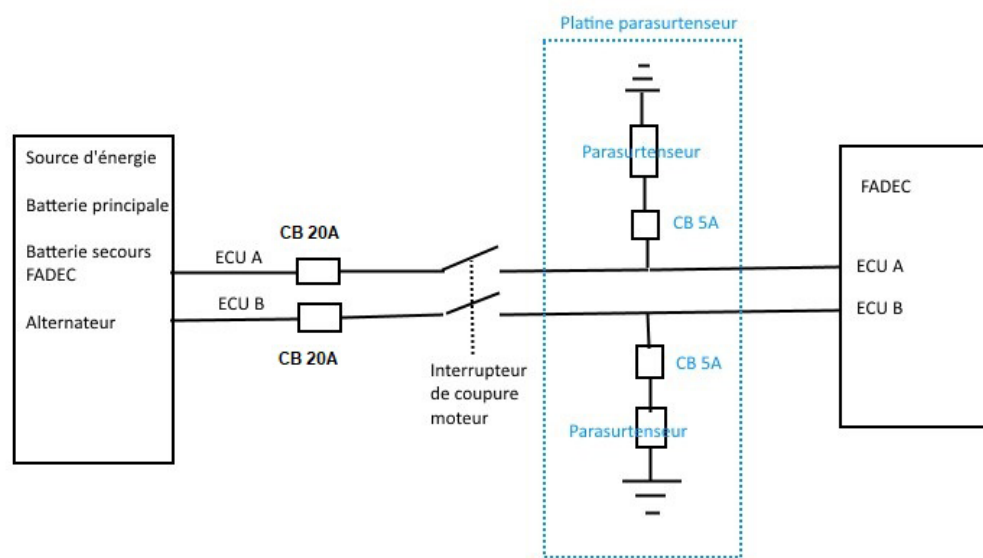 Platine parasurtenseur
Source d'énergie
Batterie principale
Batterie secours
FADEC
Alternateur
ECU A
CB 20A
ECU B
CB 20A
Interrupteur
de coupure
moteur
Parasurtenseur
CB 5A
CB 5A
Parasurtenseur
FADEC
ECU A
ECU B